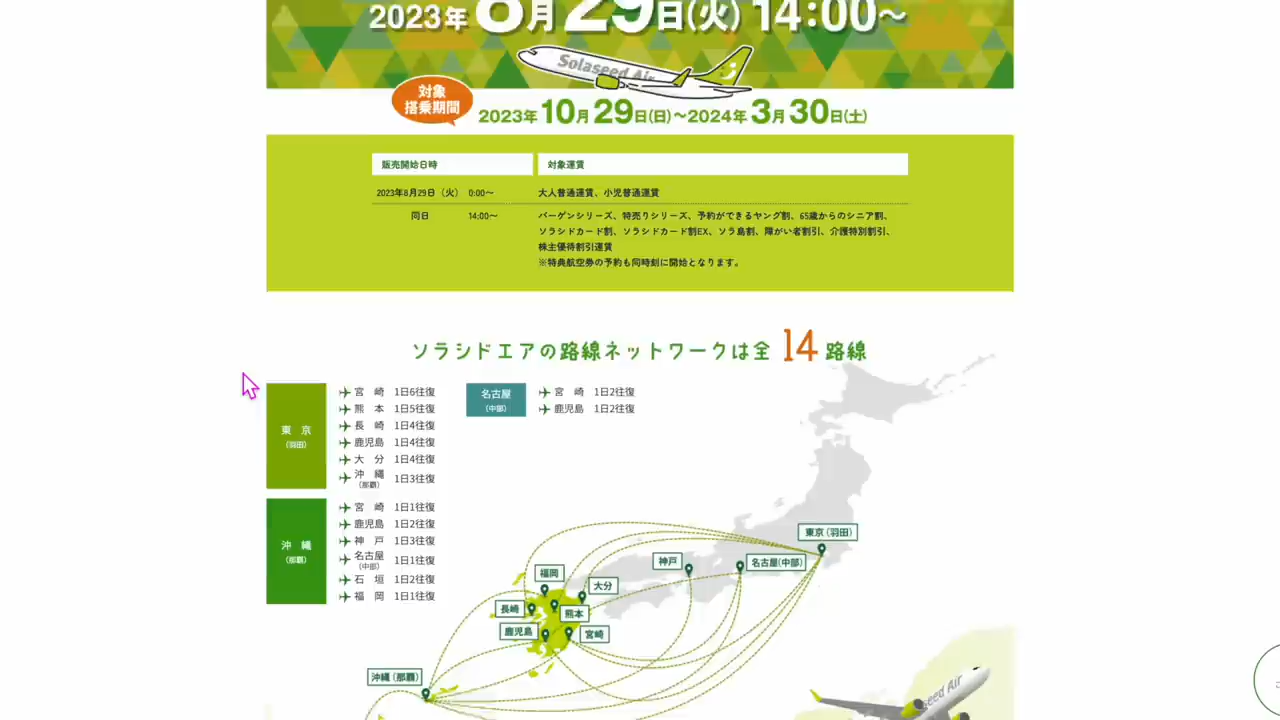 2023年8月29日(火) 14:00～
Solaseed Air
対象
搭乗期間
2023年10月29日(日)～2024年3月30日(土)
販売開始日時
対象運賃
2023年8月29日（火） 0:00～
大人普通運賃、小児普通運賃
同日 14:00～
バーゲンシリーズ、特売りシリーズ、予約ができるヤング割、65歳からのシニア割、
ソラシドカード割、ソラシドカード割EX、ソラ島割、障がい者割引、介護特別割引、
株主優待割引運賃
※特典航空券の予約も同時刻に開始となります。
ソラシドエアの路線ネットワークは全14路線
東 京
（羽田）
宮 崎 1日6往復
熊 本 1日5往復
長 崎 1日4往復
鹿児島 1日4往復
大 分 1日4往復
沖 縄 1日3往復
（那覇）
名古屋
（中部）
宮 崎 1日2往復
鹿児島 1日2往復
沖 縄
（那覇）
宮 崎 1日1往復
鹿児島 1日2往復
神 戸 1日3往復
名古屋 1日1往復
（中部）
石 垣 1日2往復
福 岡 1日1往復
東京（羽田）
神戸
名古屋(中部)
福岡
大分
長崎
熊本
鹿児島
宮崎
沖縄（那覇）
seed Air